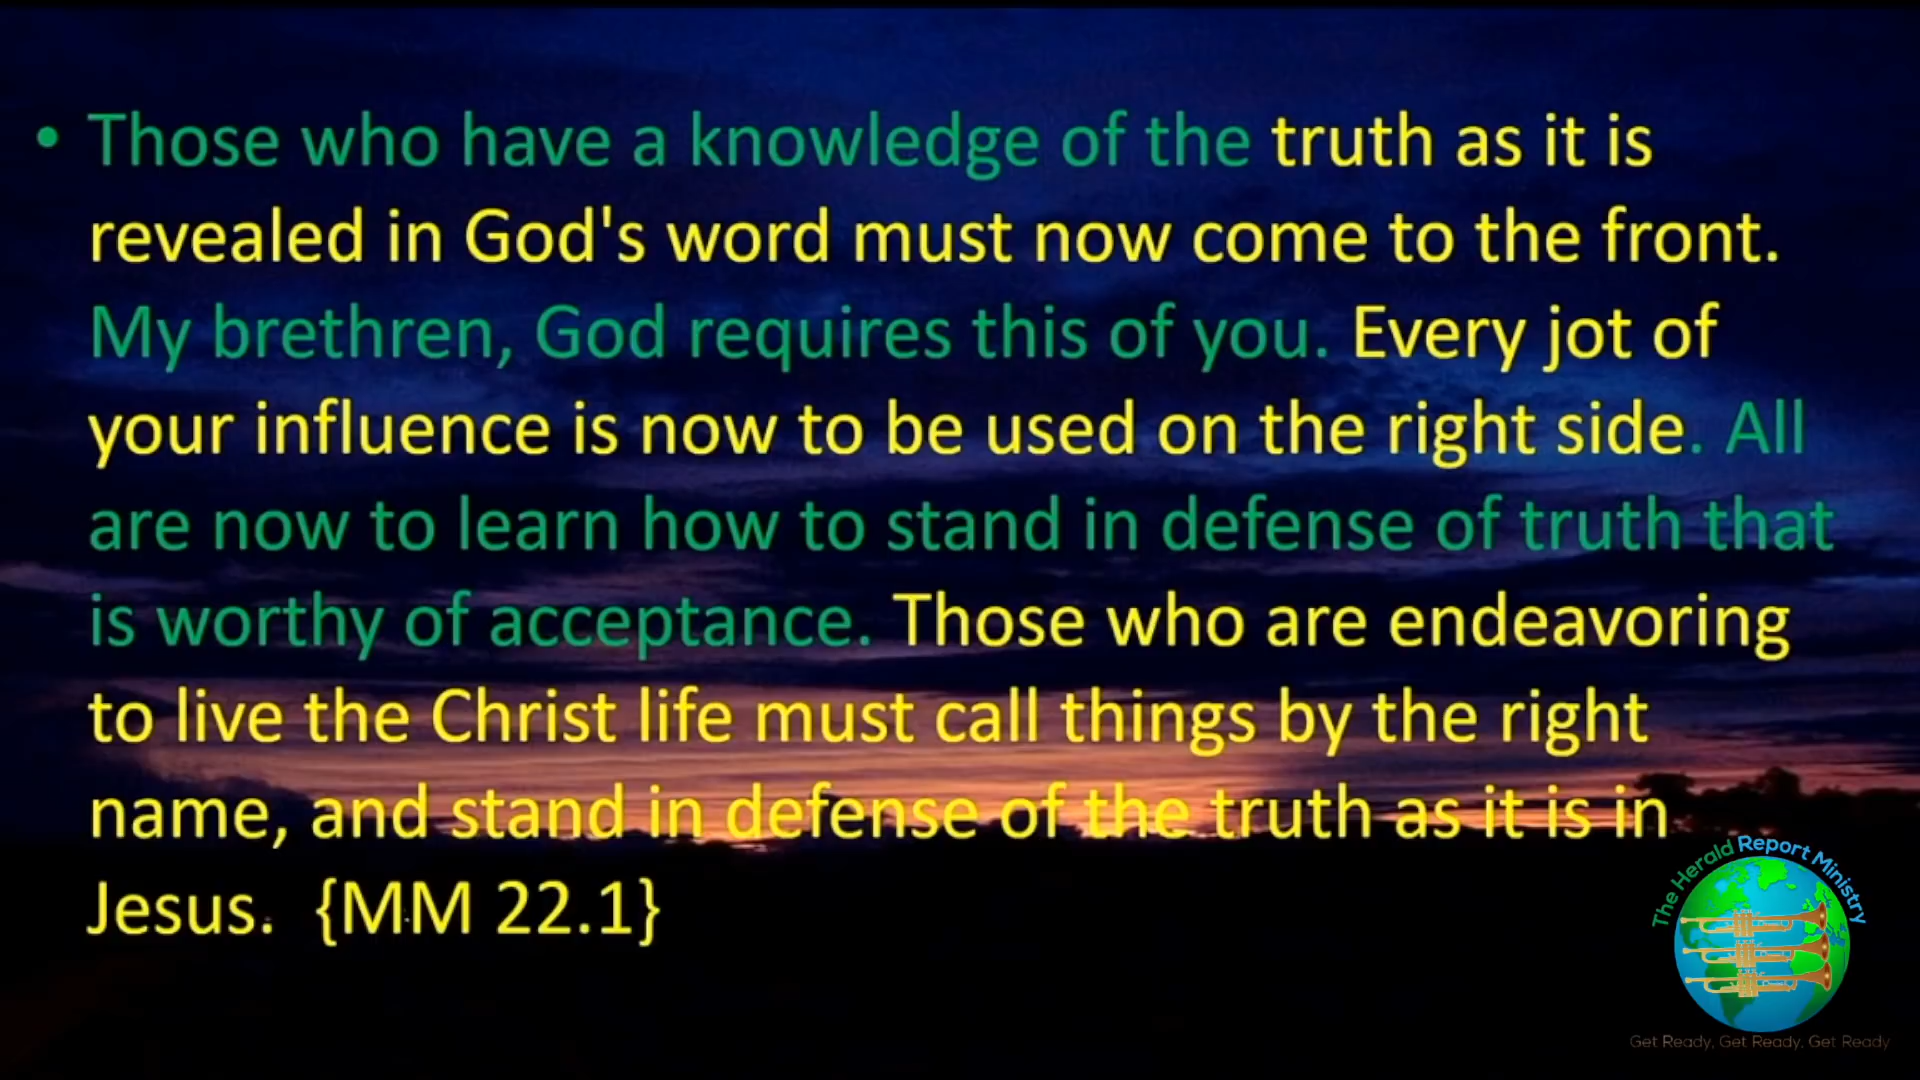 • Those who have a knowledge of the truth as it is
revealed in God's word must now come to the front.
My brethren, God requires this of you. Every jot of
your influence is now to be used on the right side. All
are now to learn how to stand in defense of truth that
is worthy of acceptance. Those who are endeavoring
to live the Christ life must call things by the right
name, and stand in defense of the truth as it is in
Jesus. {MM 22.1}
The Herald Report Ministry
Get Ready, Get Ready, Get Ready